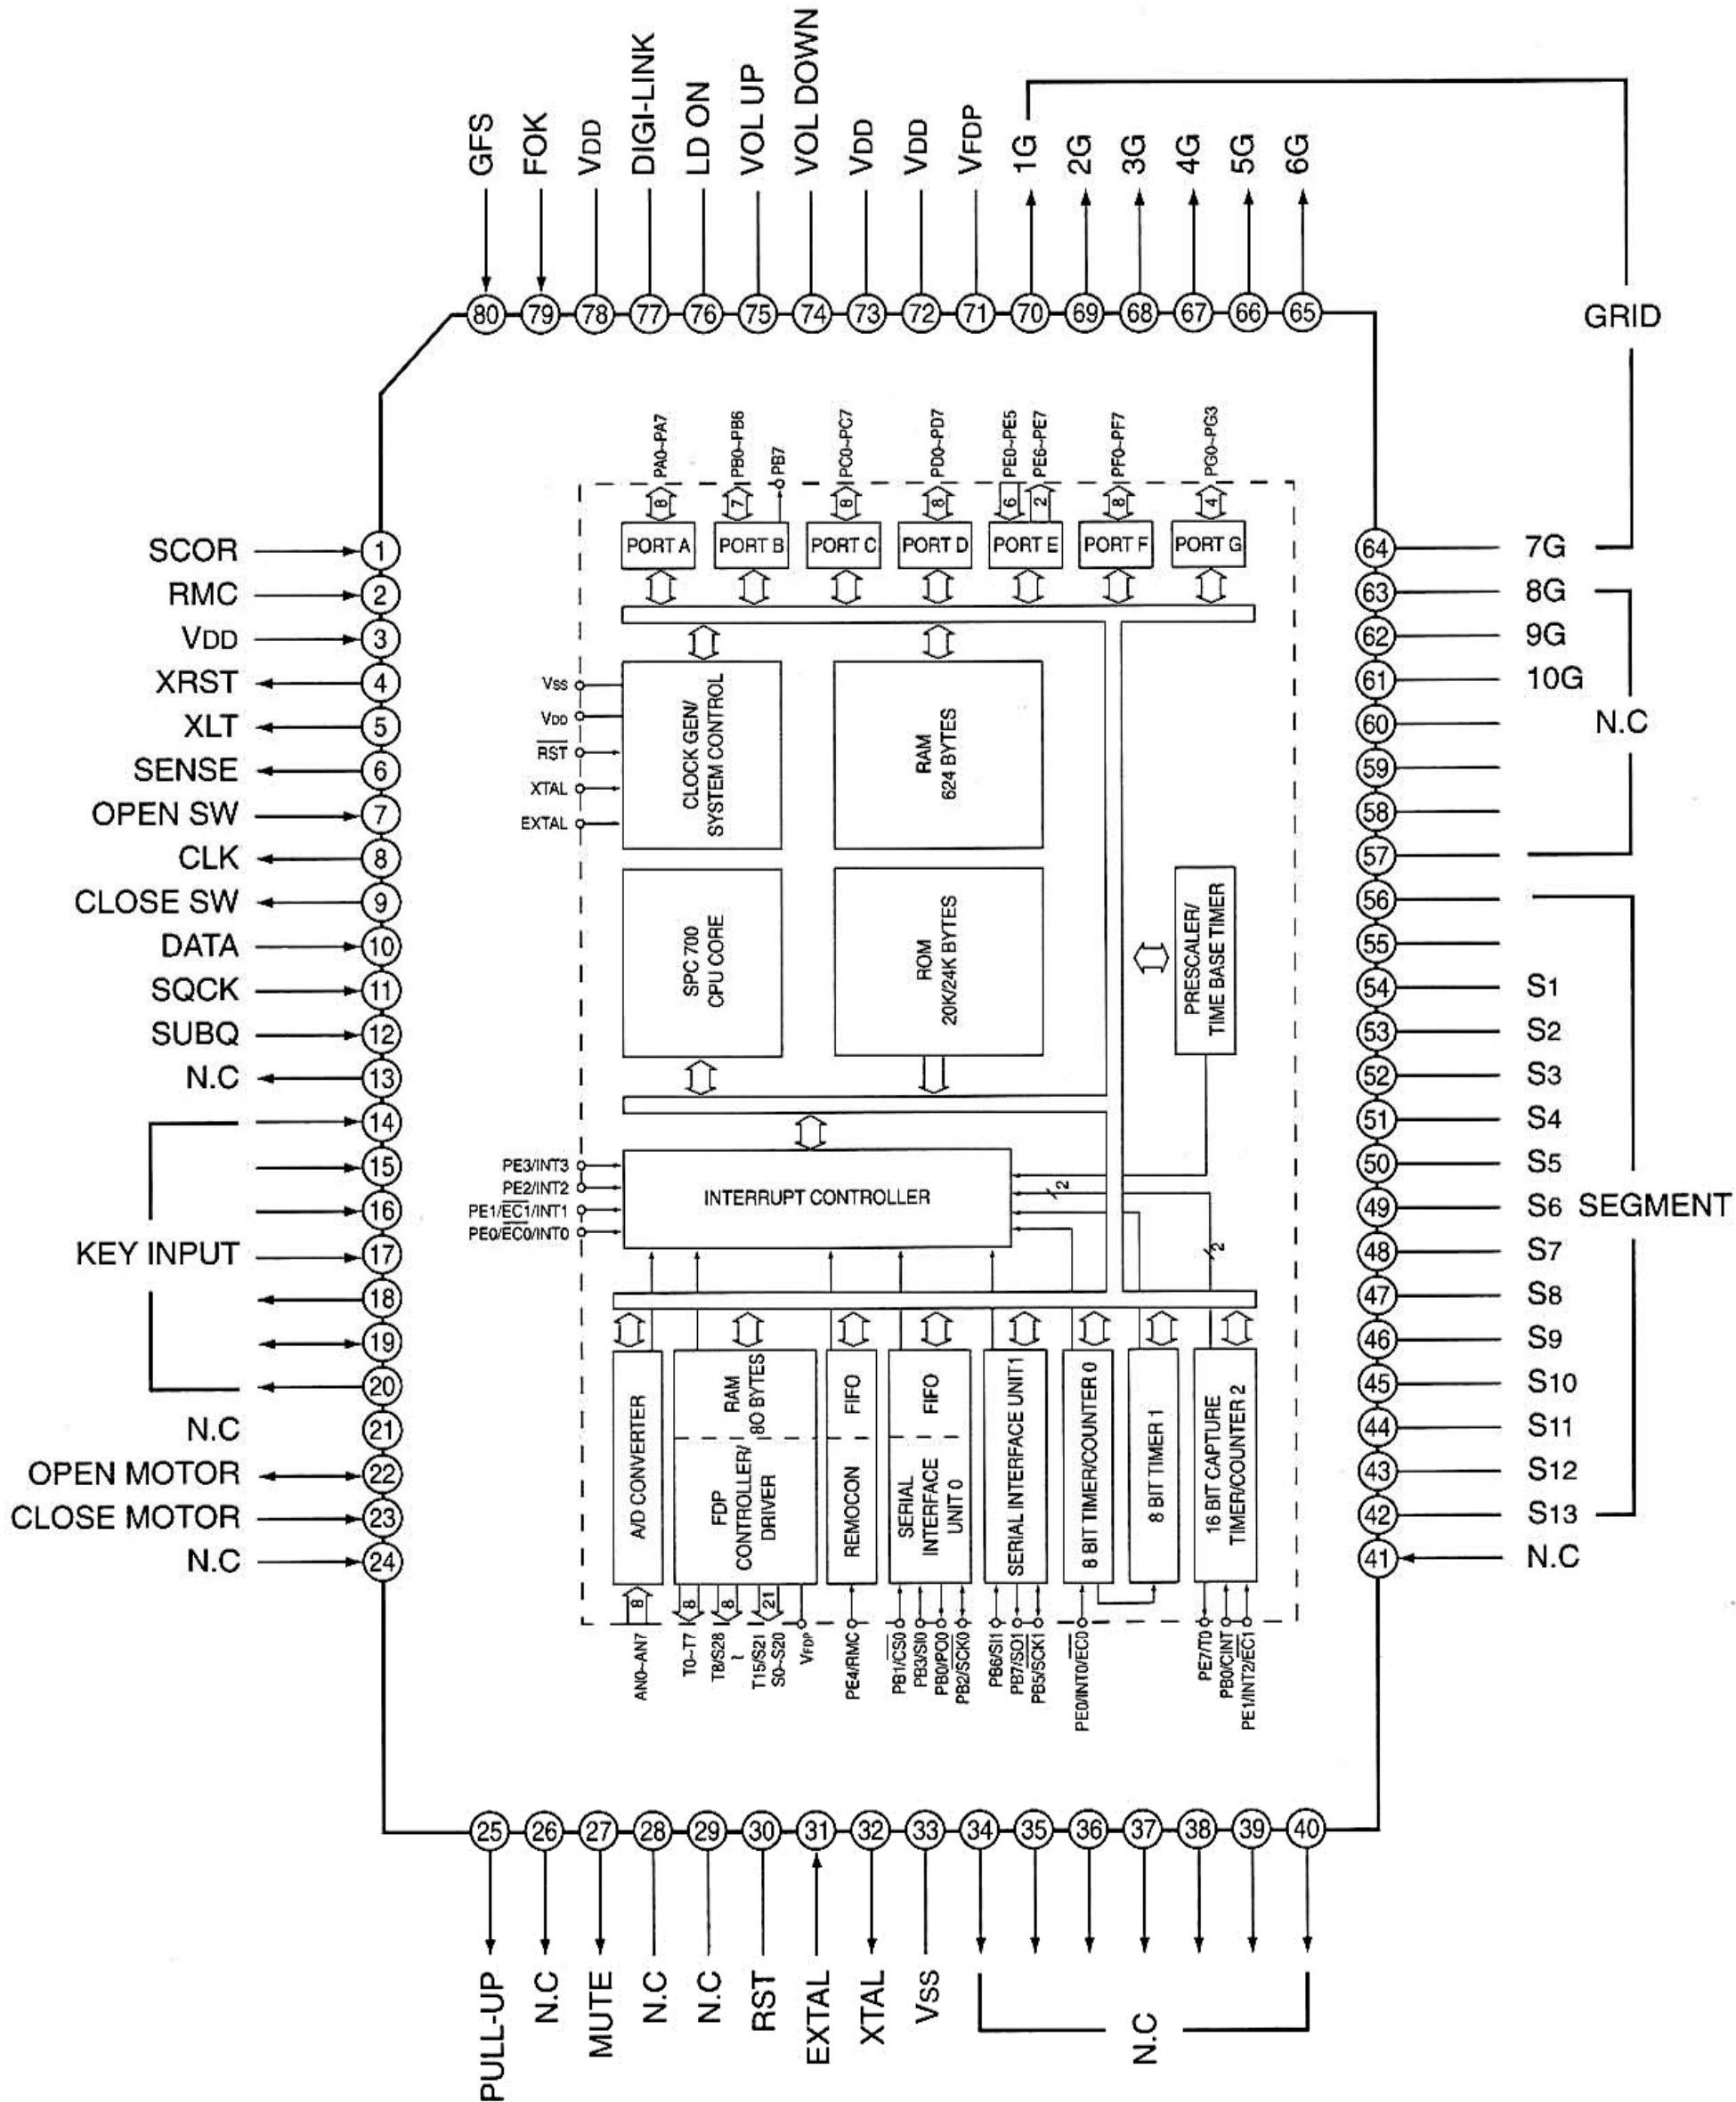 GFS
FOK
VDD
DIGI-LINK
LD ON
VOL UP
VOL DOWN
VDD
VDD
VFDP
1G
2G
3G
4G
5G
6G
80
79
78
77
76
75
74
73
72
71
70
69
68
67
66
65
GRID
SCOR
1
RMC
2
VDD
3
XRST
4
XLT
5
SENSE
6
OPEN SW
7
CLK
8
CLOSE SW
9
DATA
10
SQCK
11
SUBQ
12
N.C
13
14
15
16
KEY INPUT
17
18
19
20
N.C
21
OPEN MOTOR
22
CLOSE MOTOR
23
N.C
24
PA0~PA7
PB0~PB6
PB7
PC0~PC7
PD0~PD7
PE0~PE5
PE6~PE7
PF0~PF7
PG0~PG3
8
7
8
8
6
2
8
4
PORT A
PORT B
PORT C
PORT D
PORT E
PORT F
PORT G
VSS
VDD
RST
XTAL
EXTAL
CLOCK GEN/
SYSTEM CONTROL
RAM
624 BYTES
SPC 700
CPU CORE
ROM
20K/24K BYTES
PRESCALER/
TIME BASE TIMER
PE3/INT3
PE2/INT2
PE1/EC1/INT1
PE0/EC0/INT0
INTERRUPT CONTROLLER
2
2
A/D CONVERTER
RAM
80 BYTES
FDP
CONTROLLER/
DRIVER
FIFO
REMOCON
FIFO
SERIAL
INTERFACE
UNIT 0
SERIAL INTERFACE UNIT1
8 BIT TIMER/COUNTER 0
8 BIT TIMER 1
16 BIT CAPTURE
TIMER/COUNTER 2
8
8
8
21
AN0~AN7
T0~T7
T8/S28
~
T15/S21
S0~S20
VFDP
PE4/RMC
PB1/CS0
PB3/SI0
PB0/PO0
PB2/SCK0
PB6/SI1
PB7/SO1
PB5/SCK1
PE0/INT0/EC0
PE7/T0
PB0/CINT
PE1/INT2/EC1
64
7G
63
8G
62
9G
61
10G
60
N.C
59
58
57
56
55
54
S1
53
S2
52
S3
51
S4
50
S5
49
S6
SEGMENT
48
S7
47
S8
46
S9
45
S10
44
S11
43
S12
42
S13
41
N.C
25
26
27
28
29
30
31
32
33
34
35
36
37
38
39
40
PULL-UP
N.C
MUTE
N.C
N.C
RST
EXTAL
XTAL
VSS
N.C